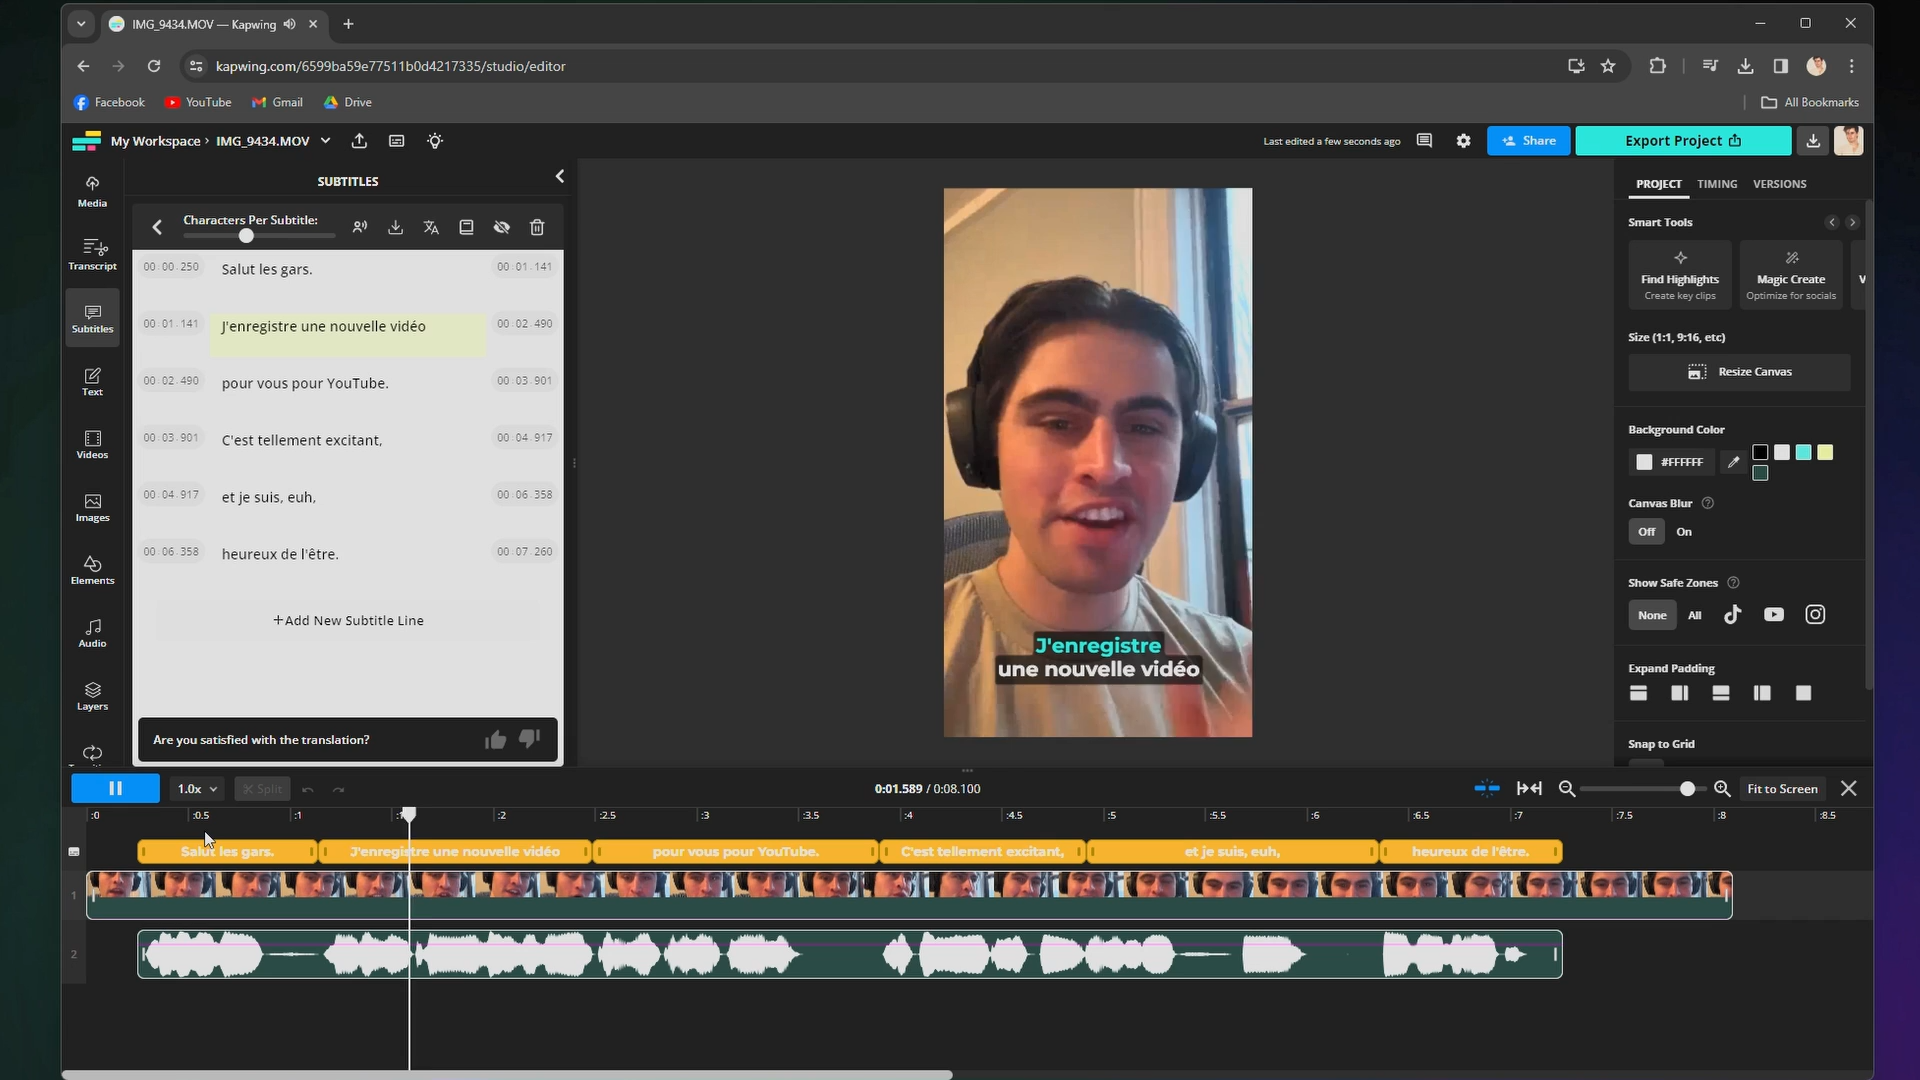 IMG_9434.MOV — Kapwing
kapwing.com/6599ba59e77511b0d4217335/studio/editor
Facebook YouTube Gmail Drive All Bookmarks
My Workspace › IMG_9434.MOV
Last edited a few seconds ago Share Export Project
Media
Transcript
Subtitles
Text
Videos
Images
Elements
Audio
Layers
SUBTITLES
Characters Per Subtitle:
00:00.250 Salut les gars. 00:01.141
00:01.141 J'enregistre une nouvelle vidéo 00:02.490
00:02.490 pour vous pour YouTube. 00:03.901
00:03.901 C'est tellement excitant, 00:04.917
00:04.917 et je suis, euh, 00:06.358
00:06.358 heureux de l'être. 00:07.260
+Add New Subtitle Line
Are you satisfied with the translation?
J'enregistre
une nouvelle vidéo
PROJECT TIMING VERSIONS
Smart Tools
Find Highlights
Create key clips
Magic Create
Optimize for socials
Size (1:1, 9:16, etc)
Resize Canvas
Background Color
#FFFFFF
Canvas Blur
Off On
Show Safe Zones
None All
Expand Padding
Snap to Grid
1.0x Split 0:01.589 / 0:08.100 Fit to Screen
:0 :0.5 :1 :2 :2.5 :3 :3.5 :4 :4.5 :5 :5.5 :6 :6.5 :7 :7.5 :8 :8.5
Salut les gars. J'enregistre une nouvelle vidéo pour vous pour YouTube. C'est tellement excitant, et je suis, euh, heureux de l'être.
1
2